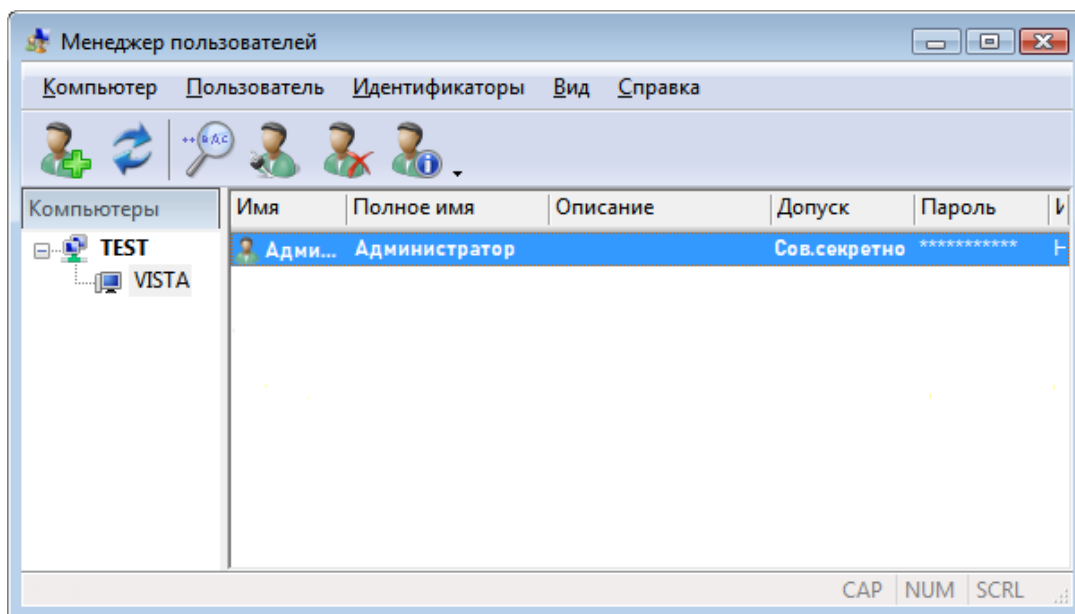 Менеджер пользователей
Компьютер Пользователь Идентификаторы Вид Справка
Компьютеры Имя Полное имя Описание Допуск Пароль
TEST Адми... Администратор Сов.секретно ***********
VISTA
CAP NUM SCRL